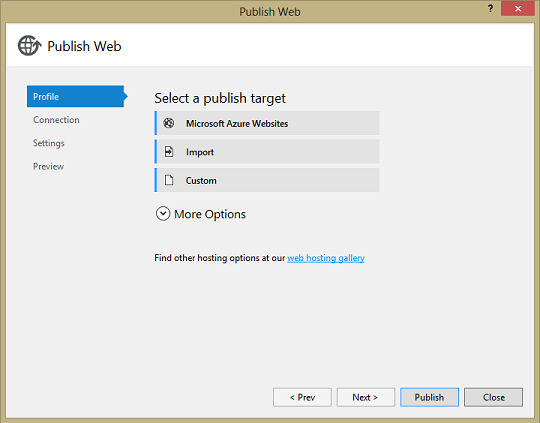 Publish Web
?
Publish Web
Profile
Connection
Settings
Preview
Select a publish target
Microsoft Azure Websites
Import
Custom
More Options
Find other hosting options at our web hosting gallery
< Prev
Next >
Publish
Close